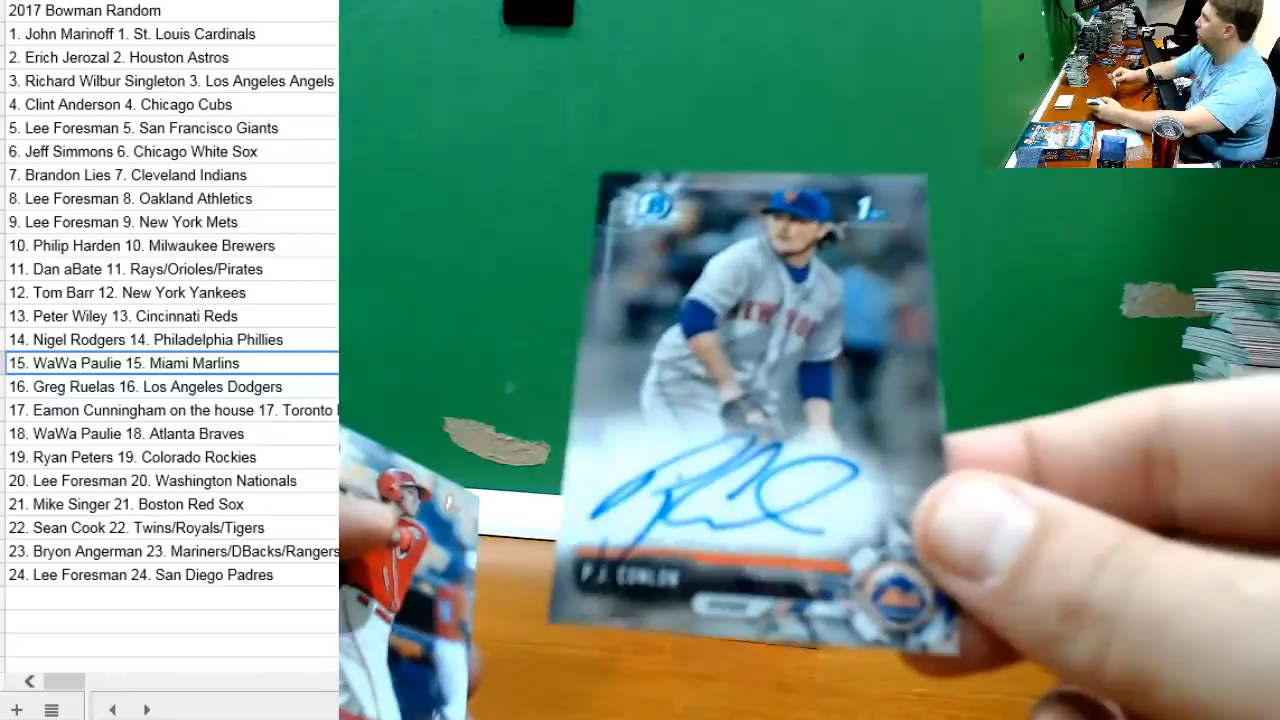 2017 Bowman Random
1. John Marinoff 1. St. Louis Cardinals
2. Erich Jerozal 2. Houston Astros
3. Richard Wilbur Singleton 3. Los Angeles Angels
4. Clint Anderson 4. Chicago Cubs
5. Lee Foresman 5. San Francisco Giants
6. Jeff Simmons 6. Chicago White Sox
7. Brandon Lies 7. Cleveland Indians
8. Lee Foresman 8. Oakland Athletics
9. Lee Foresman 9. New York Mets
10. Philip Harden 10. Milwaukee Brewers
11. Dan aBate 11. Rays/Orioles/Pirates
12. Tom Barr 12. New York Yankees
13. Peter Wiley 13. Cincinnati Reds
14. Nigel Rodgers 14. Philadelphia Phillies
15. WaWa Paulie 15. Miami Marlins
16. Greg Ruelas 16. Los Angeles Dodgers
17. Eamon Cunningham on the house 17. Toronto
18. WaWa Paulie 18. Atlanta Braves
19. Ryan Peters 19. Colorado Rockies
20. Lee Foresman 20. Washington Nationals
21. Mike Singer 21. Boston Red Sox
22. Sean Cook 22. Twins/Royals/Tigers
23. Bryon Angerman 23. Mariners/DBacks/Rangers
24. Lee Foresman 24. San Diego Padres
1st
NEW YORK
P.J. CONLON